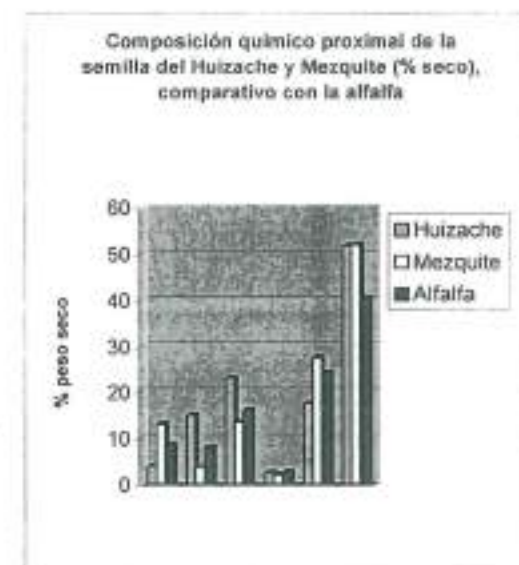 Composición químico proximal de la
semilla del Huizache y Mezquite (% seco),
comparativo con la alfalfa
60
50
40
30
20
10
0
% peso seco
Huizache
Mezquite
Alfalfa